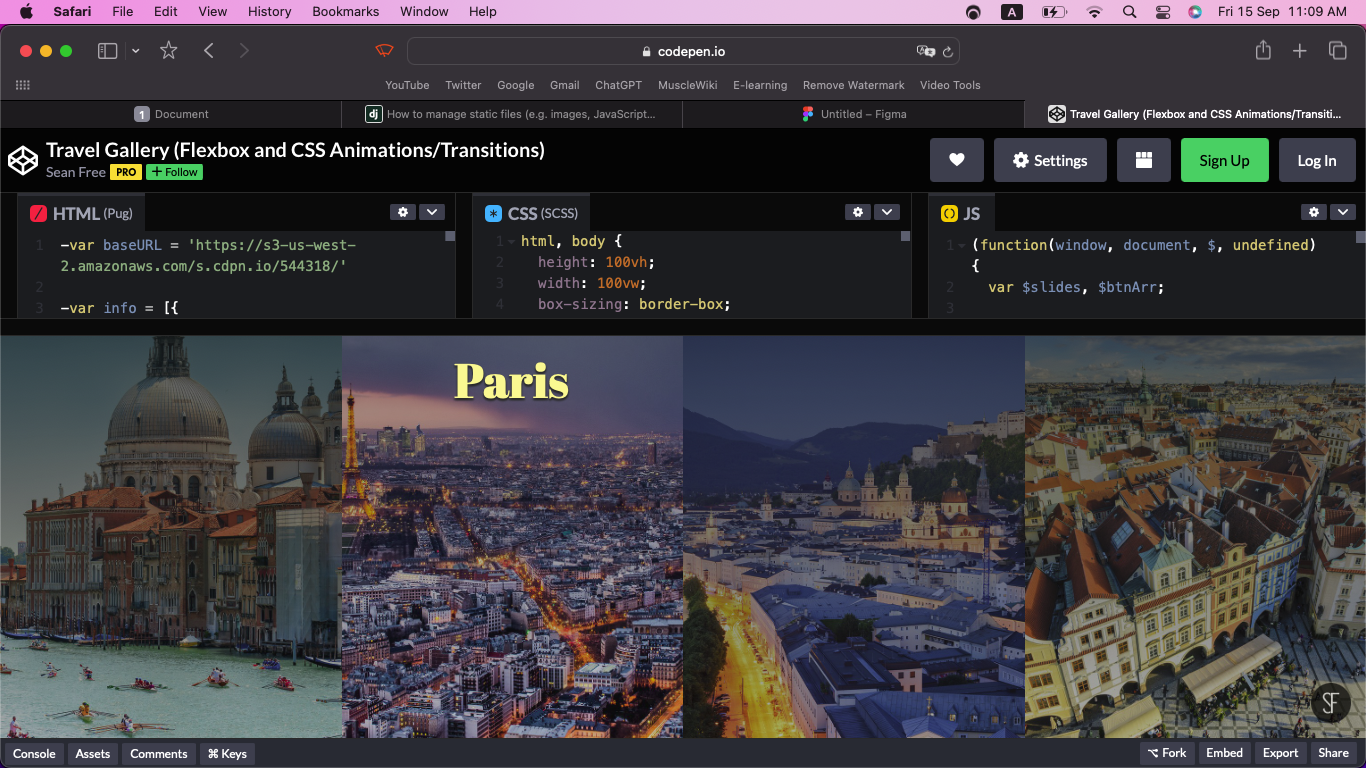 Safari File Edit View History Bookmarks Window Help A Fri 15 Sep 11:09 AM
codepen.io
YouTube Twitter Google Gmail ChatGPT MuscleWiki E-learning Remove Watermark Video Tools
1 Document
dj How to manage static files (e.g. images, JavaScript...
Untitled – Figma
Travel Gallery (Flexbox and CSS Animations/Transiti...
Travel Gallery (Flexbox and CSS Animations/Transitions)
Sean Free PRO + Follow
Settings Sign Up Log In
HTML (Pug)
1 -var baseURL = 'https://s3-us-west-
2.amazonaws.com/s.cdpn.io/544318/'
2
3 -var info = [{
CSS (SCSS)
1 html, body {
2 height: 100vh;
3 width: 100vw;
4 box-sizing: border-box;
JS
1 (function(window, document, $, undefined)
{
2 var $slides, $btnArr;
3
Paris
SF
Console Assets Comments ⌘ Keys ⌥ Fork Embed Export Share